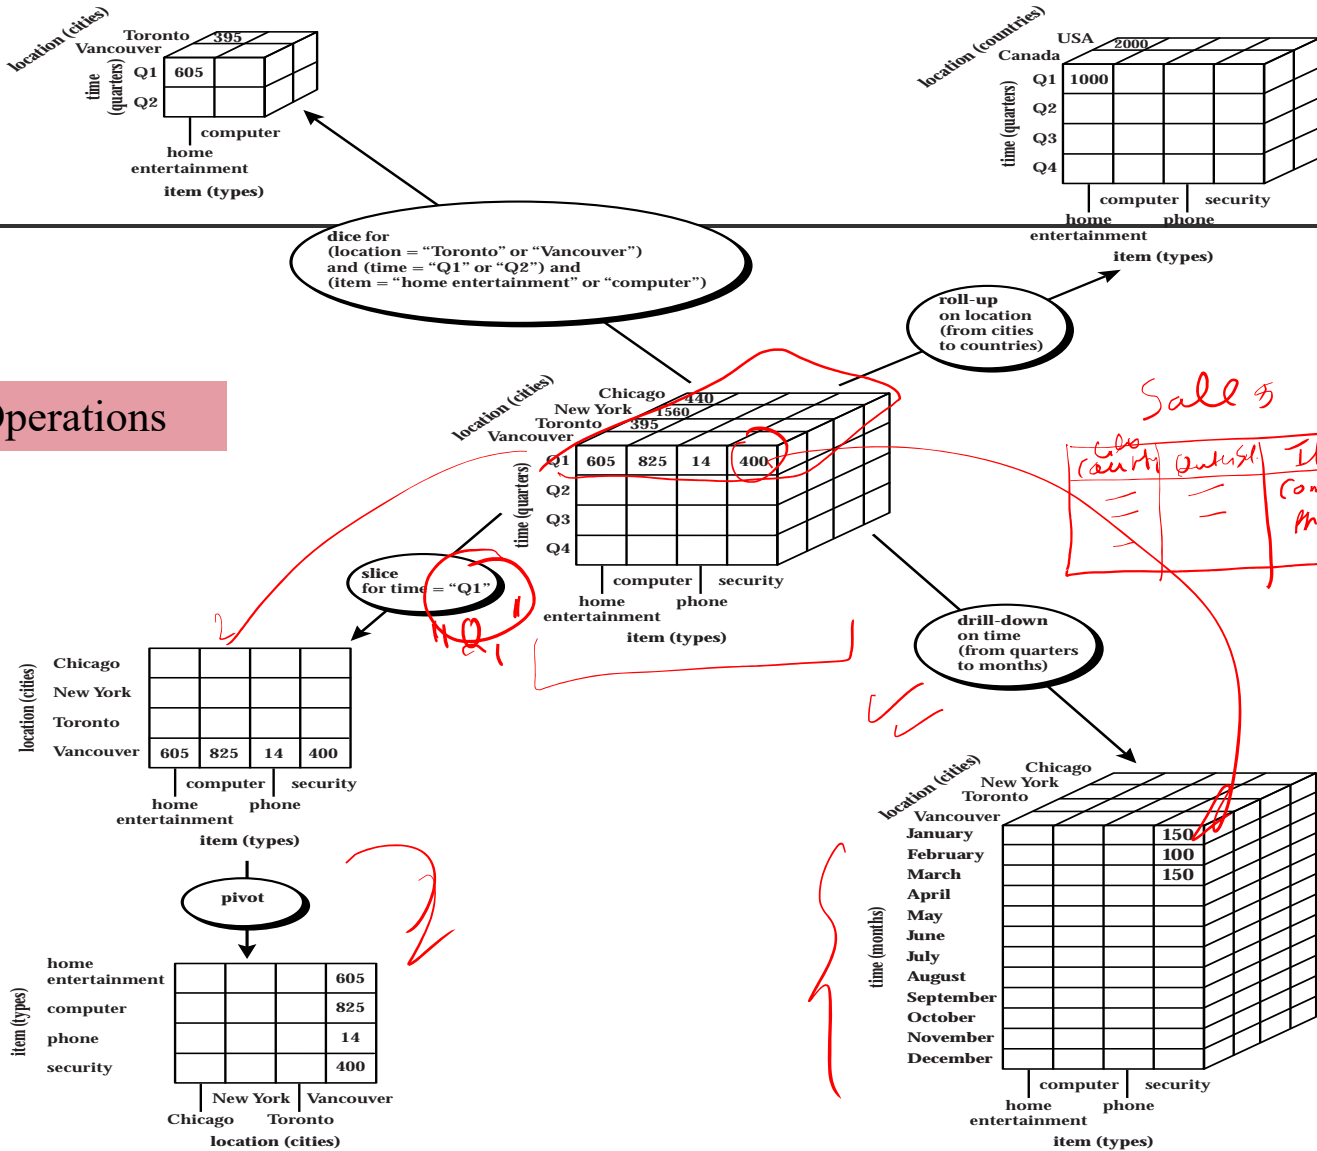 location (cities)
Toronto
395
Vancouver
time
(quarters)
Q1
605
Q2
computer
home
entertainment
item (types)
location (countries)
USA
2000
Canada
time (quarters)
Q1
1000
Q2
Q3
Q4
computer
security
home
phone
entertainment
item (types)
dice for
(location = “Toronto” or “Vancouver”)
and (time = “Q1” or “Q2”) and
(item = “home entertainment” or “computer”)
roll-up
on location
(from cities
to countries)
perations
location (cities)
Chicago
440
New York
1560
Toronto
395
Vancouver
time (quarters)
Q1
605 825 14 400
Q2
Q3
Q4
computer
security
home
phone
entertainment
item (types)
Sales
slice
for time = “Q1”
"Q1"
drill-down
on time
(from quarters
to months)
location (cities)
Chicago
New York
Toronto
Vancouver
605 825 14 400
computer
security
home
phone
entertainment
item (types)
pivot
item (types)
home
entertainment
605
computer
825
phone
14
security
400
New York
Vancouver
Chicago
Toronto
location (cities)
location (cities)
Chicago
New York
Toronto
Vancouver
time (months)
January
150
February
100
March
150
April
May
June
July
August
September
October
November
December
computer
security
home
phone
entertainment
item (types)